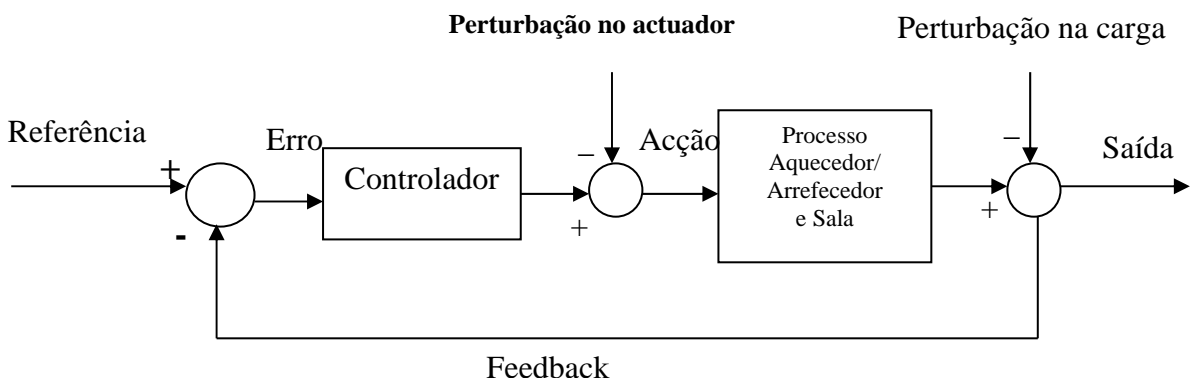 Perturbação no actuador
Perturbação na carga
Referência
+
-
Erro
Controlador
−
+
Acção
Processo
Aquecedor/
Arrefecedor
e Sala
−
+
Saída
Feedback